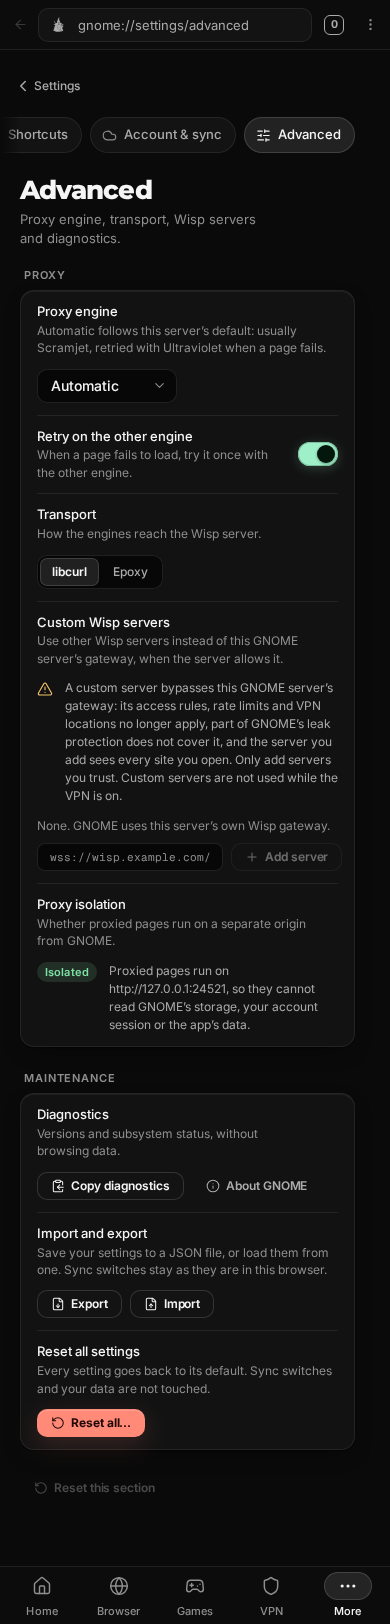 gnome://settings/advanced
0
Settings
Shortcuts
Account & sync
Advanced
Advanced
Proxy engine, transport, Wisp servers
and diagnostics.
PROXY
Proxy engine
Automatic follows this server’s default: usually
Scramjet, retried with Ultraviolet when a page fails.
Automatic
Retry on the other engine
When a page fails to load, try it once with
the other engine.
Transport
How the engines reach the Wisp server.
libcurl
Epoxy
Custom Wisp servers
Use other Wisp servers instead of this GNOME
server’s gateway, when the server allows it.
A custom server bypasses this GNOME server’s
gateway: its access rules, rate limits and VPN
locations no longer apply, part of GNOME’s leak
protection does not cover it, and the server you
add sees every site you open. Only add servers
you trust. Custom servers are not used while the
VPN is on.
None. GNOME uses this server’s own Wisp gateway.
wss://wisp.example.com/
Add server
Proxy isolation
Whether proxied pages run on a separate origin
from GNOME.
Isolated
Proxied pages run on
http://127.0.0.1:24521, so they cannot
read GNOME’s storage, your account
session or the app’s data.
MAINTENANCE
Diagnostics
Versions and subsystem status, without
browsing data.
Copy diagnostics
About GNOME
Import and export
Save your settings to a JSON file, or load them from
one. Sync switches stay as they are in this browser.
Export
Import
Reset all settings
Every setting goes back to its default. Sync switches
and your data are not touched.
Reset all...
Reset this section
Home
Browser
Games
VPN
More